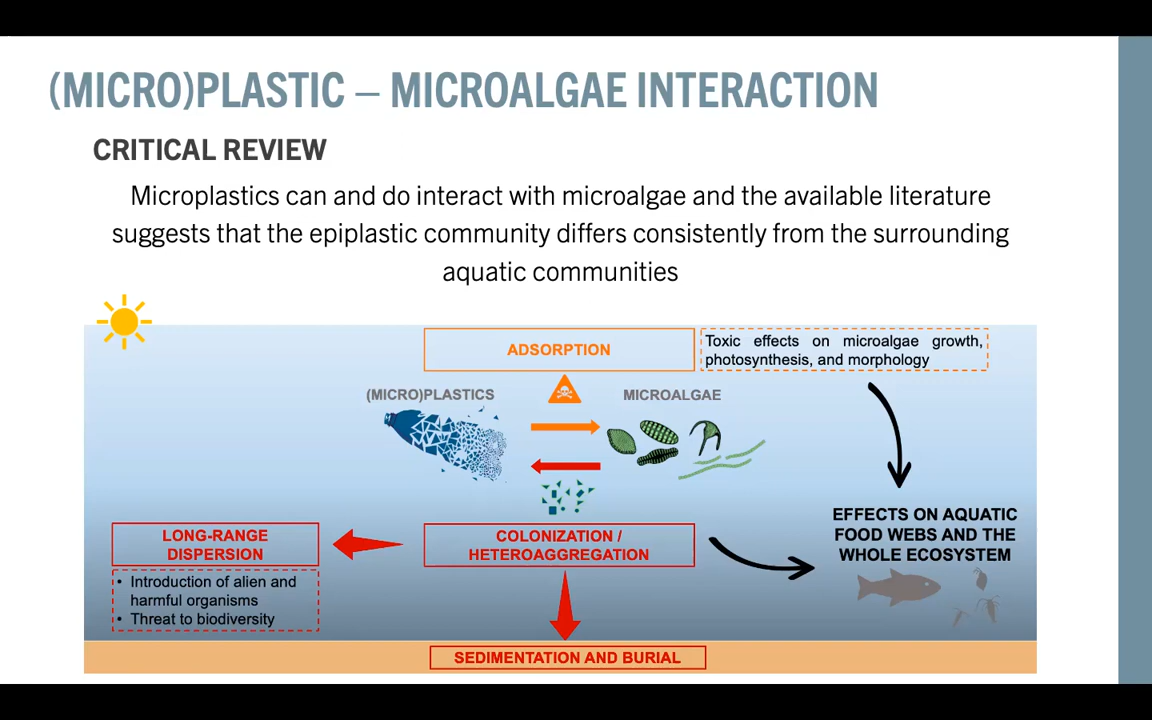 (MICRO)PLASTIC – MICROALGAE INTERACTION
CRITICAL REVIEW
Microplastics can and do interact with microalgae and the available literature
suggests that the epiplastic community differs consistently from the surrounding
aquatic communities
ADSORPTION
Toxic effects on microalgae growth,
photosynthesis, and morphology
(MICRO)PLASTICS
MICROALGAE
LONG-RANGE
DISPERSION
• Introduction of alien and
harmful organisms
• Threat to biodiversity
COLONIZATION /
HETEROAGGREGATION
EFFECTS ON AQUATIC
FOOD WEBS AND THE
WHOLE ECOSYSTEM
SEDIMENTATION AND BURIAL